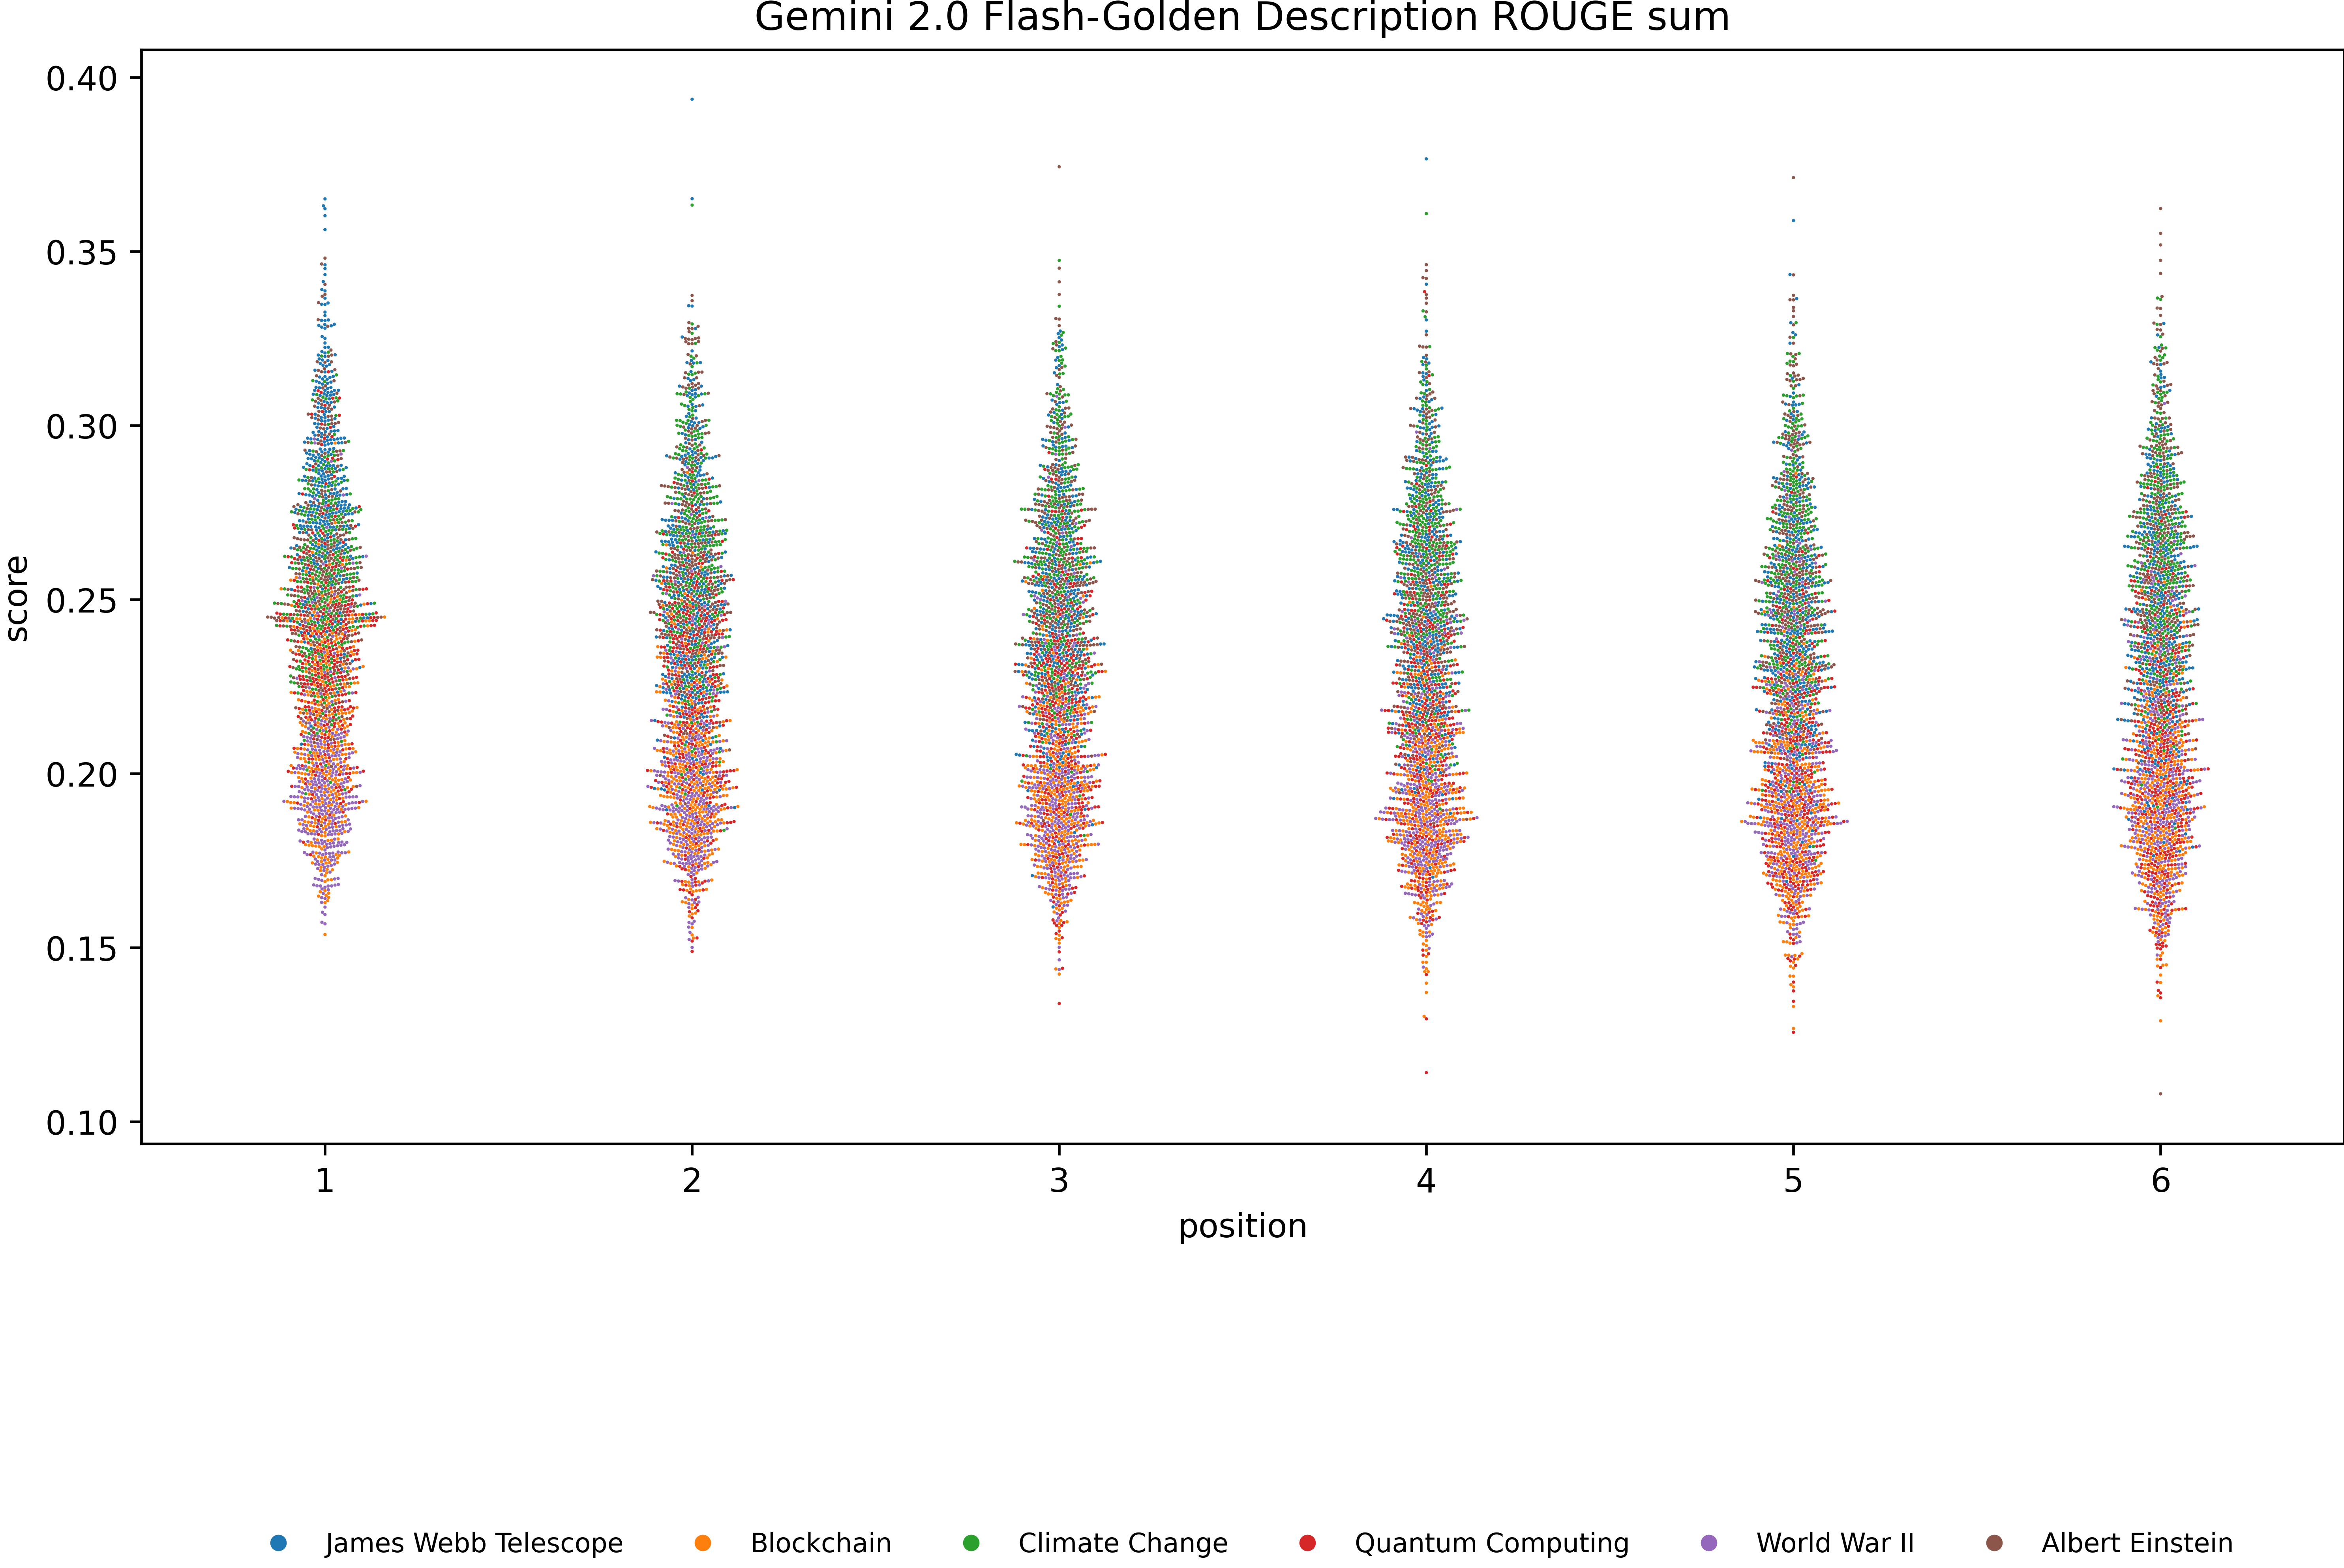 Gemini 2.0 Flash-Golden Description ROUGE sum
0.40
0.35
0.30
0.25
0.20
0.15
0.10
score
1 2 3 4 5 6
position
James Webb Telescope Blockchain Climate Change Quantum Computing World War II Albert Einstein